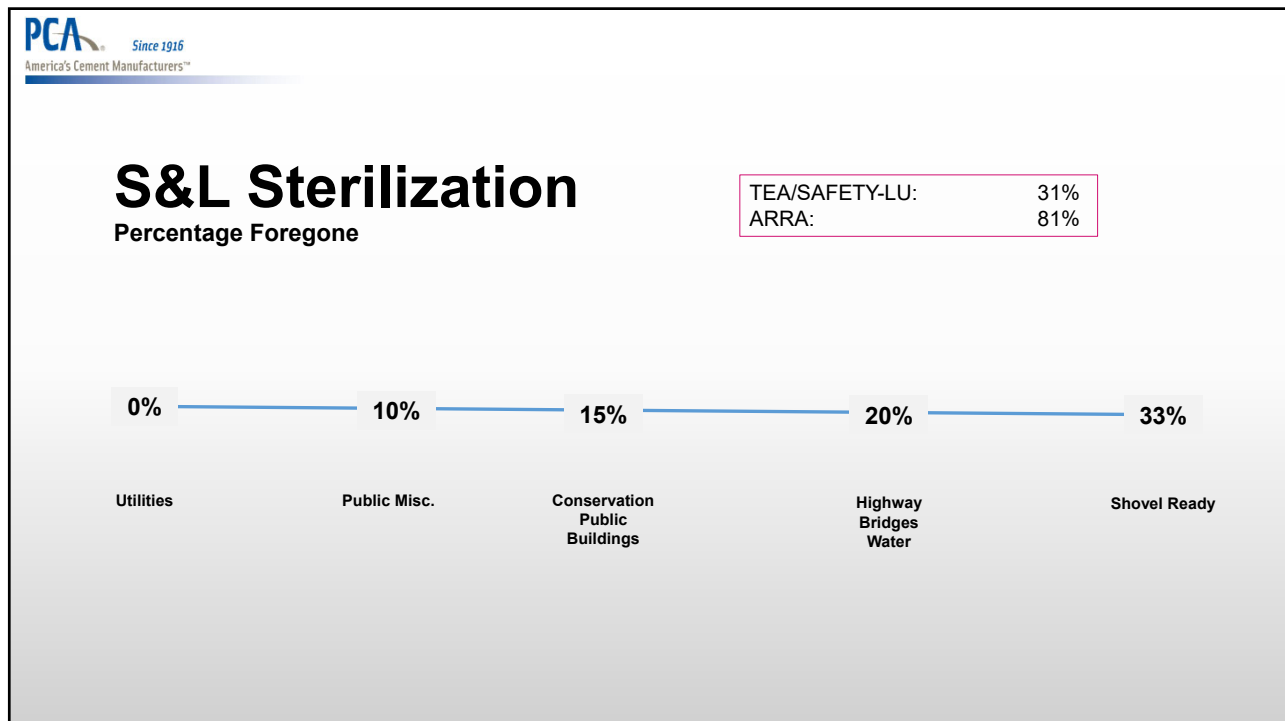 PCA® Since 1916
America's Cement Manufacturers™
S&L Sterilization
Percentage Foregone
TEA/SAFETY-LU: 31%
ARRA: 81%
0% 10% 15% 20% 33%
Utilities
Public Misc.
Conservation
Public
Buildings
Highway
Bridges
Water
Shovel Ready